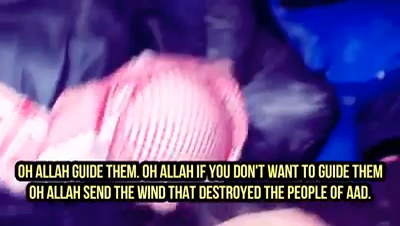 OH ALLAH GUIDE THEM. OH ALLAH IF YOU DON'T WANT TO GUIDE THEM
OH ALLAH SEND THE WIND THAT DESTROYED THE PEOPLE OF AAD.